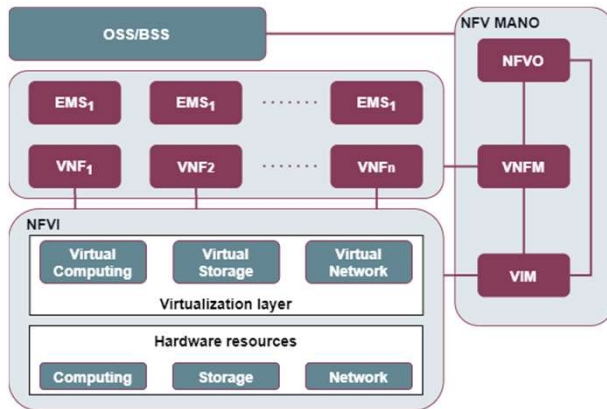 OSS/BSS
NFV MANO
NFVO
EMS₁ EMS₁ ....... EMS₁
VNF₁ VNF₂ ....... VNFn
VNFM
NFVI
Virtual Computing
Virtual Storage
Virtual Network
VIM
Virtualization layer
Hardware resources
Computing Storage Network